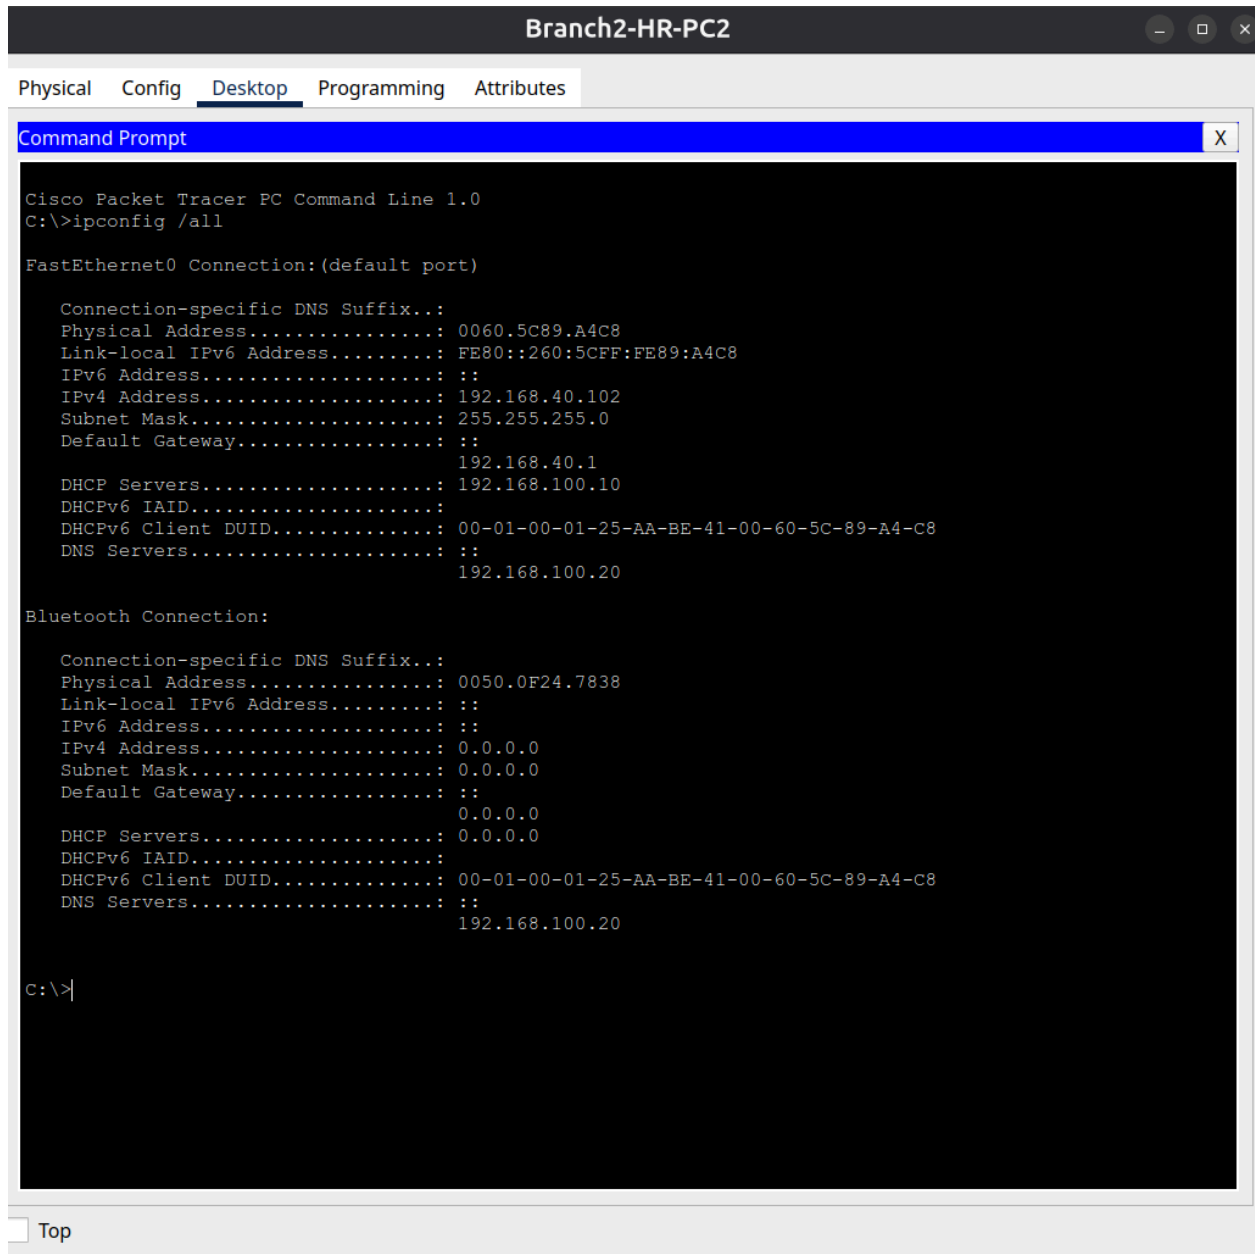 Branch2-HR-PC2
Physical Config Desktop Programming Attributes
Command Prompt X
Cisco Packet Tracer PC Command Line 1.0
C:\>ipconfig /all
FastEthernet0 Connection:(default port)
Connection-specific DNS Suffix..:
Physical Address................: 0060.5C89.A4C8
Link-local IPv6 Address.........: FE80::260:5CFF:FE89:A4C8
IPv6 Address....................: ::
IPv4 Address....................: 192.168.40.102
Subnet Mask.....................: 255.255.255.0
Default Gateway.................: ::
192.168.40.1
DHCP Servers....................: 192.168.100.10
DHCPv6 IAID.....................:
DHCPv6 Client DUID..............: 00-01-00-01-25-AA-BE-41-00-60-5C-89-A4-C8
DNS Servers.....................: ::
192.168.100.20
Bluetooth Connection:
Connection-specific DNS Suffix..:
Physical Address................: 0050.0F24.7838
Link-local IPv6 Address.........: ::
IPv6 Address....................: ::
IPv4 Address....................: 0.0.0.0
Subnet Mask.....................: 0.0.0.0
Default Gateway.................: ::
0.0.0.0
DHCP Servers....................: 0.0.0.0
DHCPv6 IAID.....................:
DHCPv6 Client DUID..............: 00-01-00-01-25-AA-BE-41-00-60-5C-89-A4-C8
DNS Servers.....................: ::
192.168.100.20
C:\>
Top